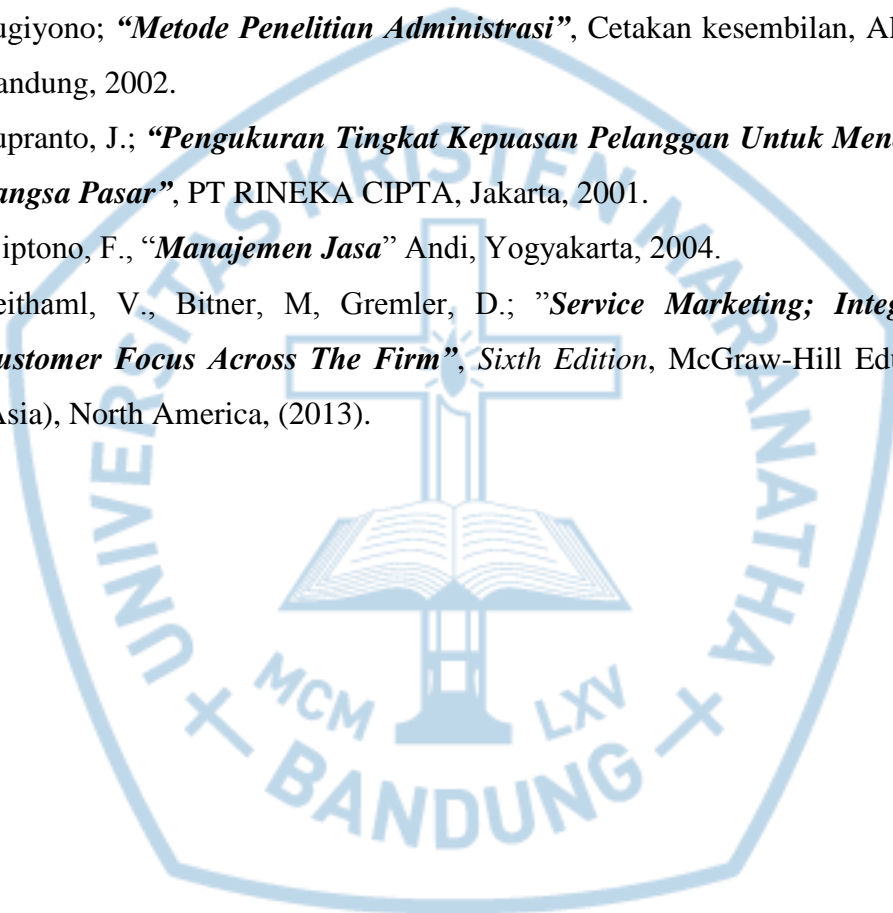 ugiyono; “Metode Penelitian Administrasi”, Cetakan kesembilan, Al
andung, 2002.
upranto, J.; “Pengukuran Tingkat Kepuasan Pelanggan Untuk Men
angsa Pasar”, PT RINEKA CIPTA, Jakarta, 2001.
iptono, F., “Manajemen Jasa” Andi, Yogyakarta, 2004.
eithaml, V., Bitner, M, Gremler, D.; ”Service Marketing; Integ
ustomer Focus Across The Firm”, Sixth Edition, McGraw-Hill Edu
Asia), North America, (2013).
UNIVERSITAS KRISTEN MARANATHA
MCM LXV
BANDUNG